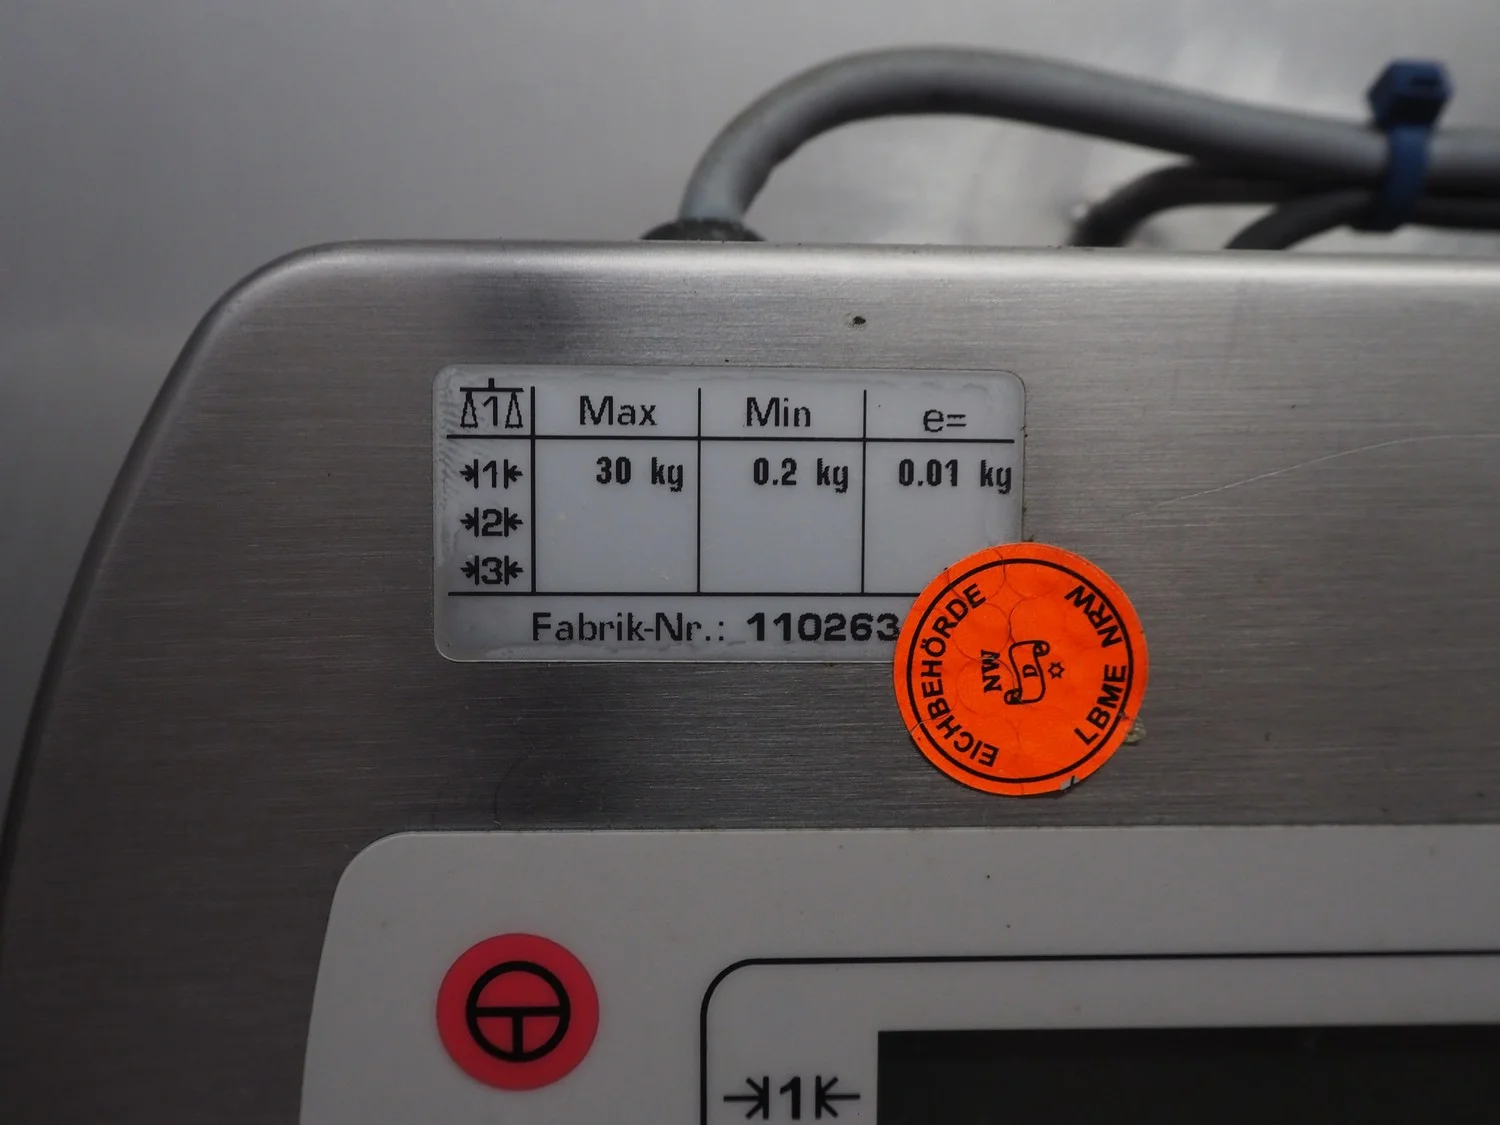 1 Max Min e=
1 30 kg 0.2 kg 0.01 kg
2
3
Fabrik-Nr.: 110263
EICHBEHÖRDE
NW
D
LBME NRW
1